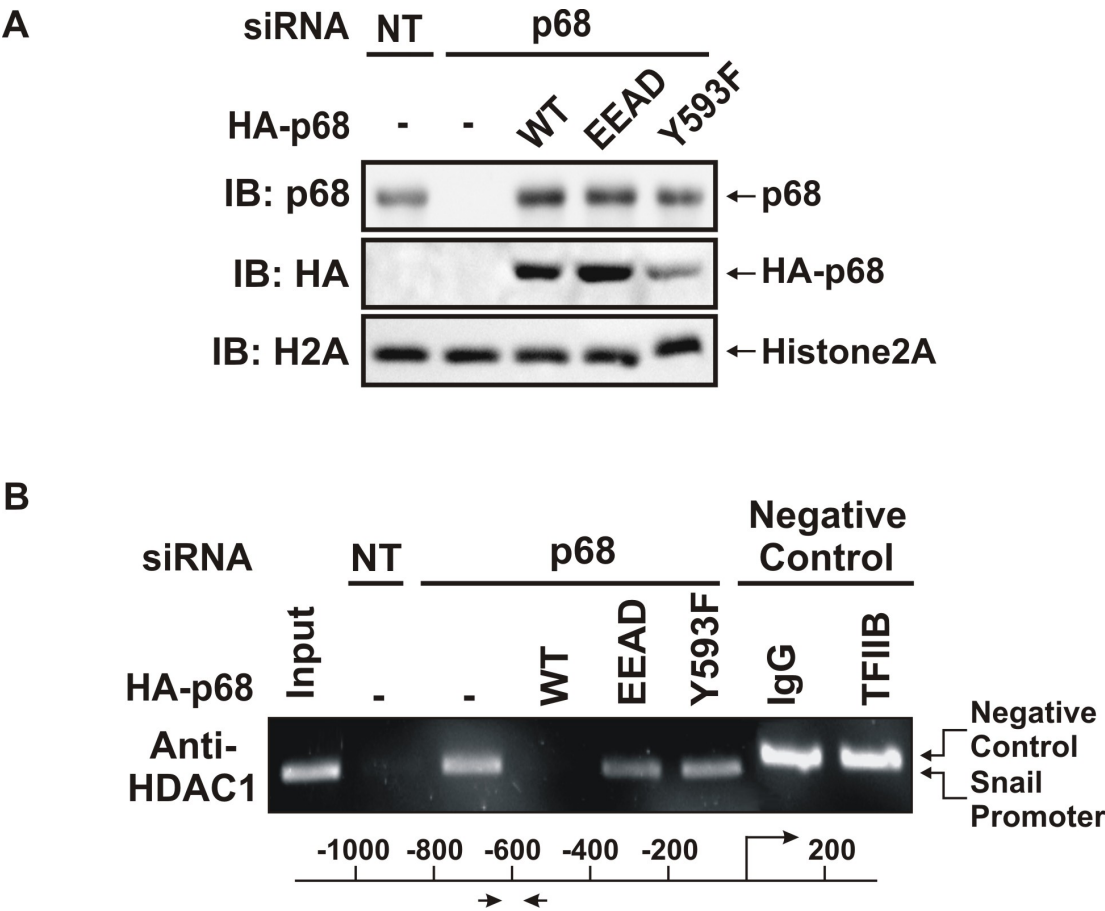 A
siRNA NT p68
HA-p68 - - WT EEAD Y593F
IB: p68 ←p68
IB: HA ←HA-p68
IB: H2A ←Histone2A
B
Negative
Control
siRNA NT p68
HA-p68 Input - - WT EEAD Y593F IgG TFIIB
Anti-
HDAC1
Negative
Control
Snail
Promoter
-1000 -800 -600 -400 -200 200